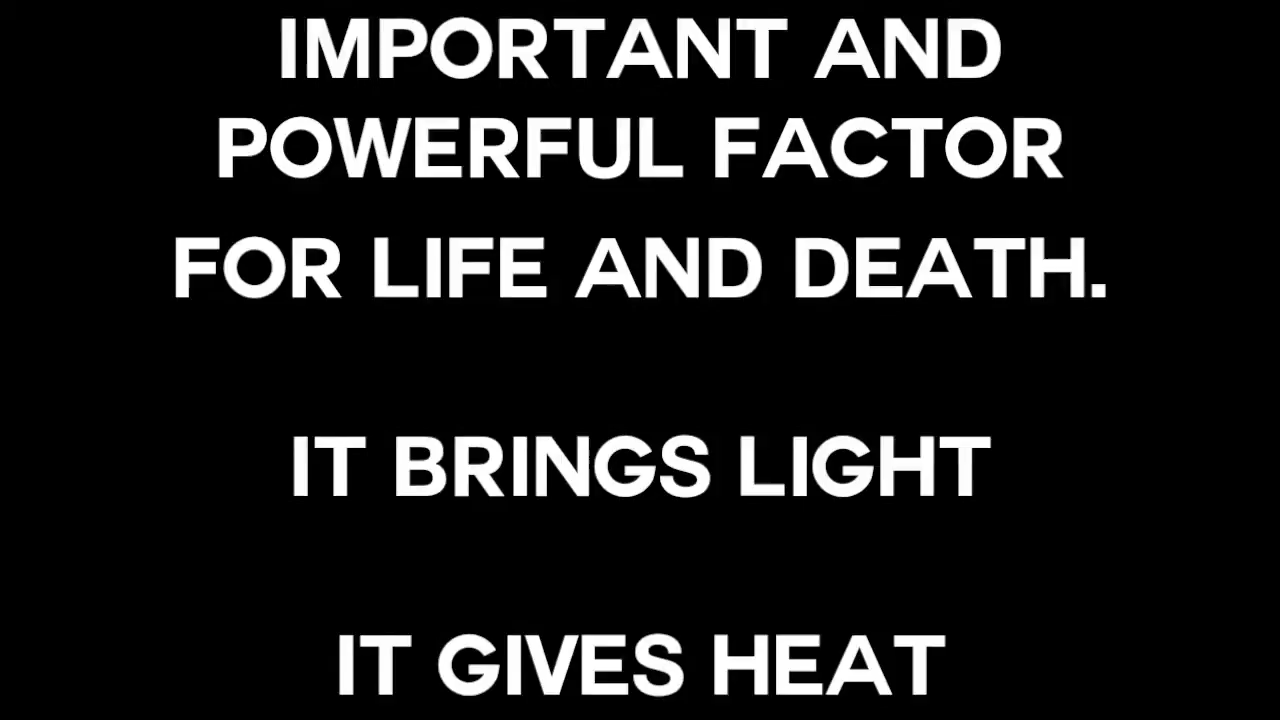 IMPORTANT AND
POWERFUL FACTOR
FOR LIFE AND DEATH.
IT BRINGS LIGHT
IT GIVES HEAT